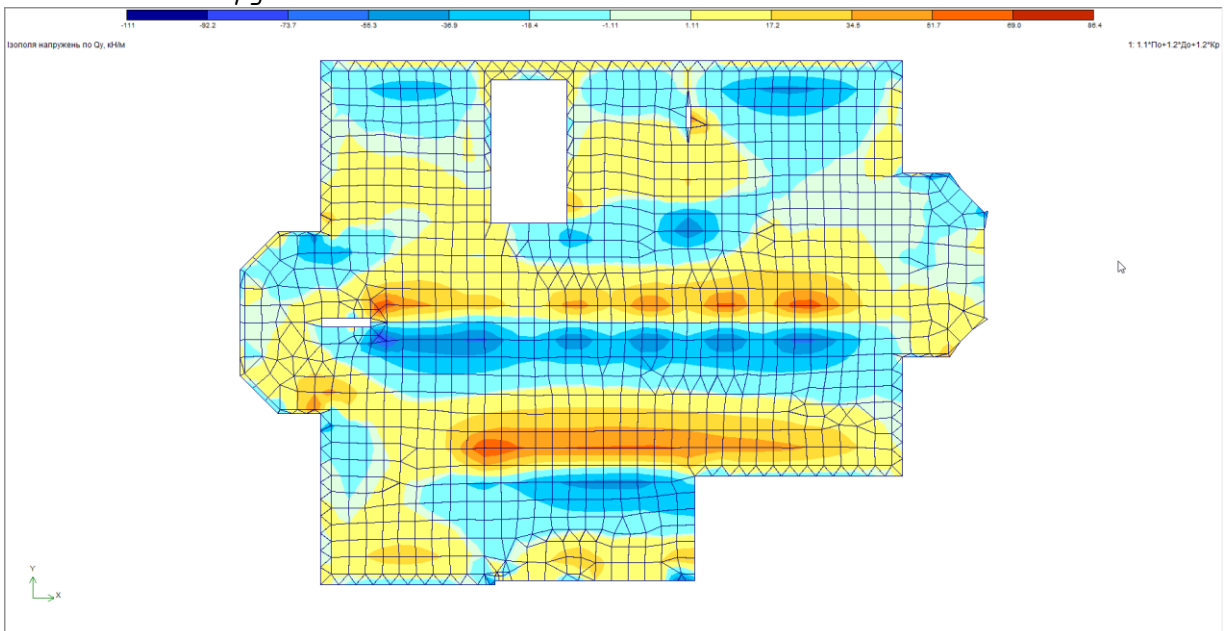 -111 -92.2 -73.7 -55.3 -36.9 -18.4 -1.11 1.11 17.2 34.5 51.7 69.0 86.4
Ізополя напружень по Qy, кН/м
1: 1.1*По+1.2*До+1.2*Кр
Y
X